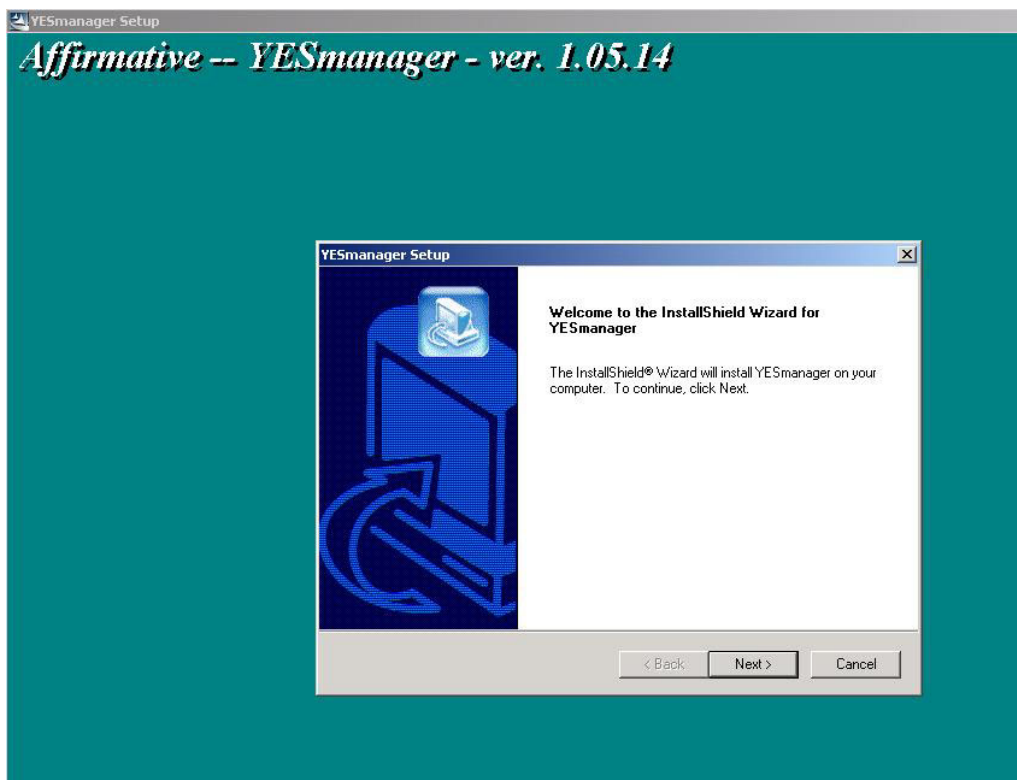 YESmanager Setup
Affirmative -- YESmanager - ver. 1.05.14
YESmanager Setup
Welcome to the InstallShield Wizard for
YESmanager
The InstallShield® Wizard will install YESmanager on your
computer. To continue, click Next.
< Back
Next >
Cancel